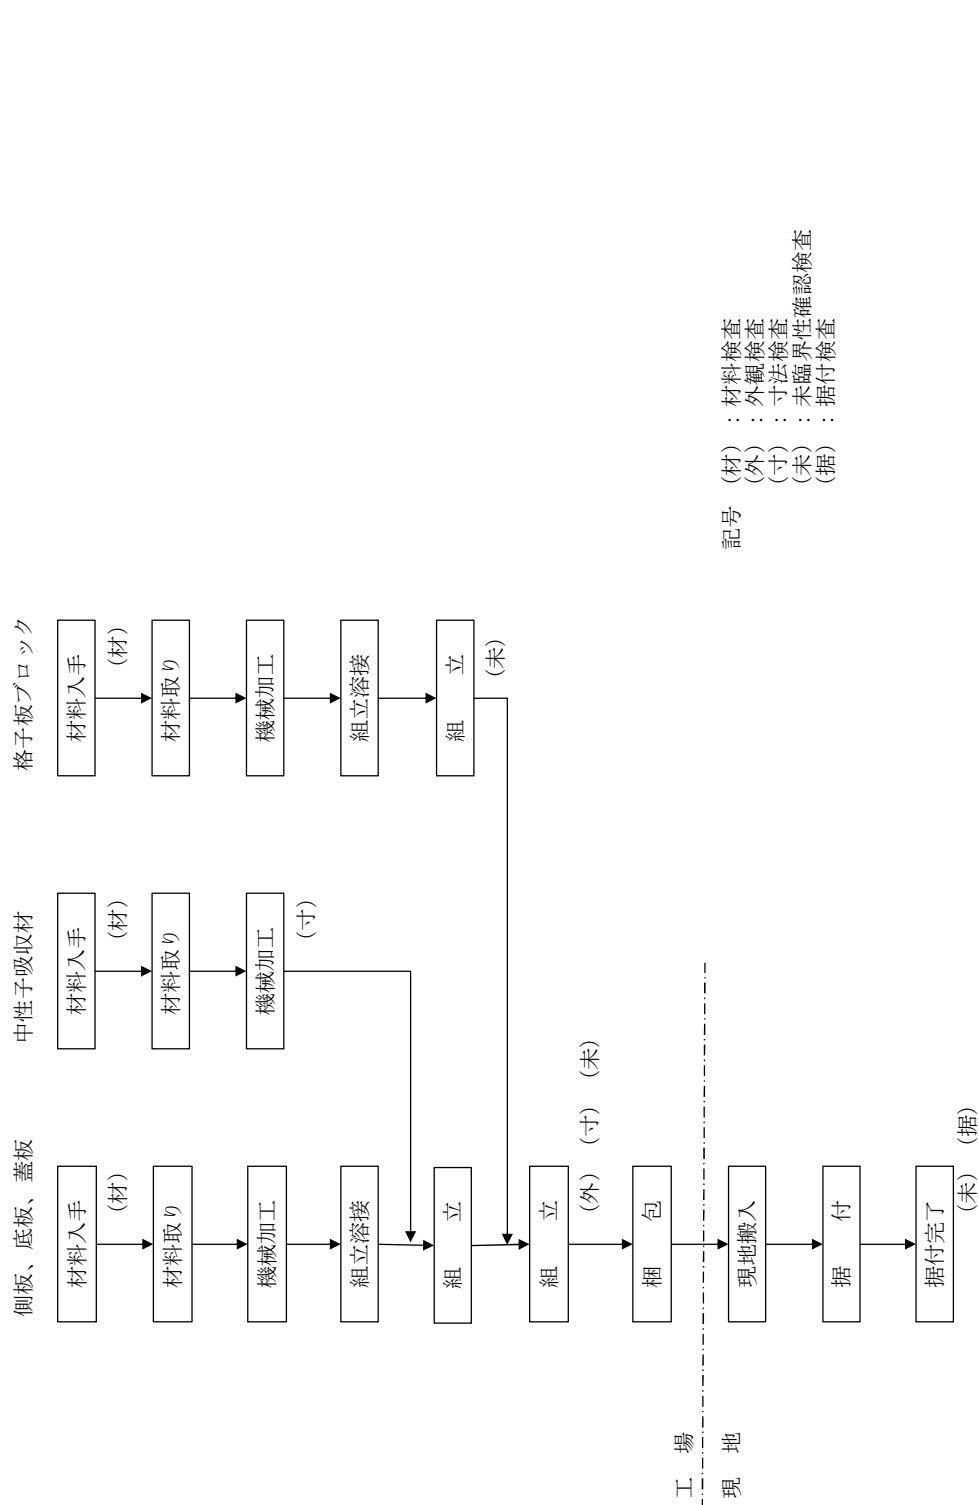 側板、底板、蓋板
材料入手
(材)
材料取り
機械加工
組立溶接
組 立
組 立
(外) (寸) (未)
梱 包
現地搬入
据 付
据付完了
(未) (据)
中性子吸収材
材料入手
(材)
材料取り
機械加工
(寸)
格子板ブロック
材料入手
(材)
材料取り
機械加工
組立溶接
組 立
(未)
工 場
現 地
記号 (材) : 材料検査
(外) : 外観検査
(寸) : 寸法検査
(未) : 未臨界性確認検査
(据) : 据付検査